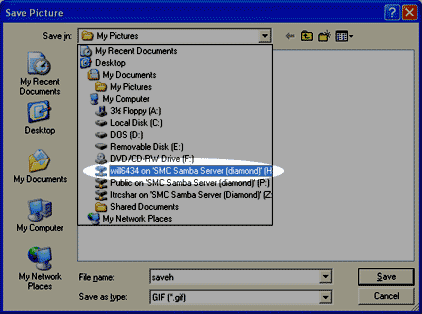 Save Picture
Save in: My Pictures
My Recent Documents
Desktop
My Documents
My Pictures
My Computer
3½ Floppy (A:)
Local Disk (C:)
DOS (D:)
Removable Disk (E:)
DVD/CD-RW Drive (F:)
will6434 on 'SMC Samba Server (diamond)' (H
Public on 'SMC Samba Server (diamond)' (P:)
ltrcshar on 'SMC Samba Server (Diamond)' (Z:
Shared Documents
My Network Places
My Recent
Documents
Desktop
My Documents
My Computer
My Network
Places
File name: saveh Save
Save as type: GIF (*.gif) Cancel